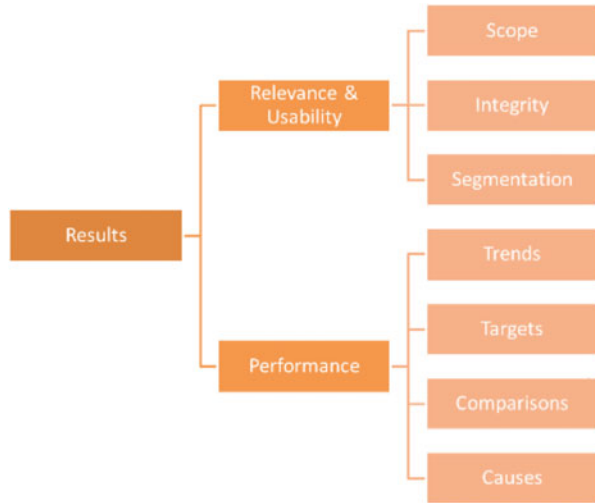 Results
Relevance &
Usability
Scope
Integrity
Segmentation
Performance
Trends
Targets
Comparisons
Causes